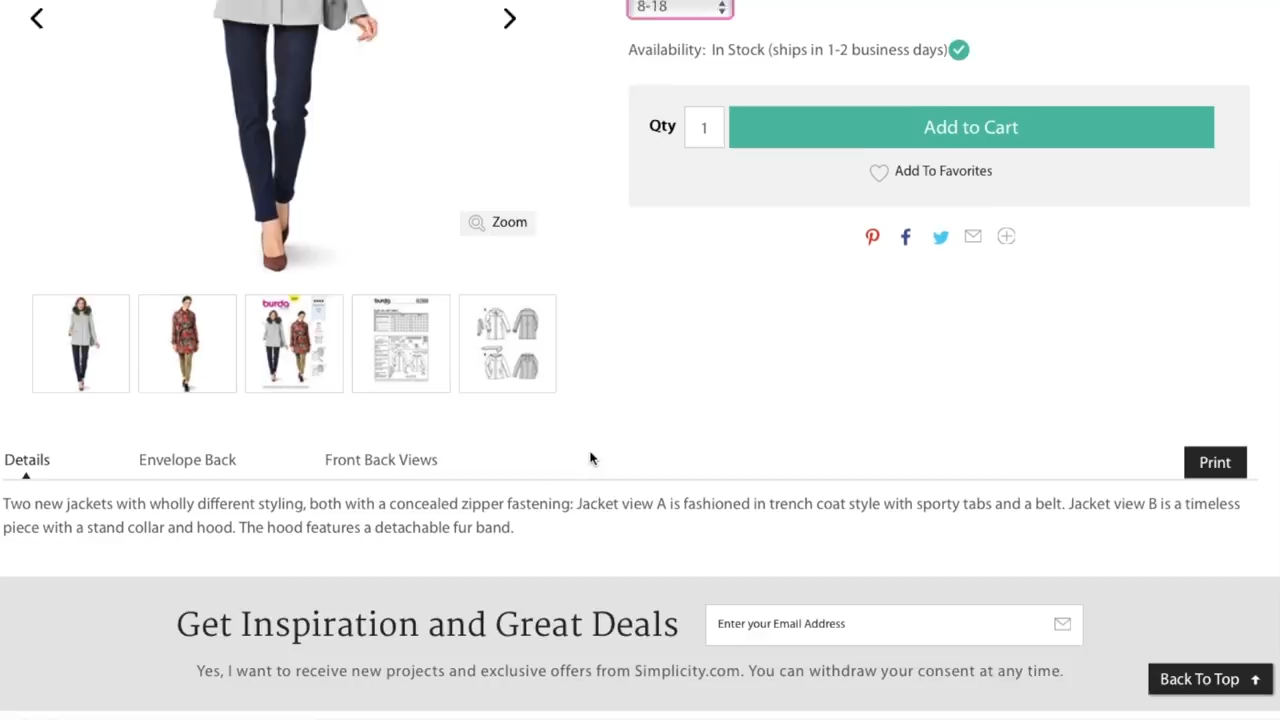 8-18
Availability: In Stock (ships in 1-2 business days)
Qty 1 Add to Cart
Add To Favorites
Zoom
burda
burda
Details Envelope Back Front Back Views Print
Two new jackets with wholly different styling, both with a concealed zipper fastening: Jacket view A is fashioned in trench coat style with sporty tabs and a belt. Jacket view B is a timeless
piece with a stand collar and hood. The hood features a detachable fur band.
Get Inspiration and Great Deals Enter your Email Address
Yes, I want to receive new projects and exclusive offers from Simplicity.com. You can withdraw your consent at any time.
Back To Top